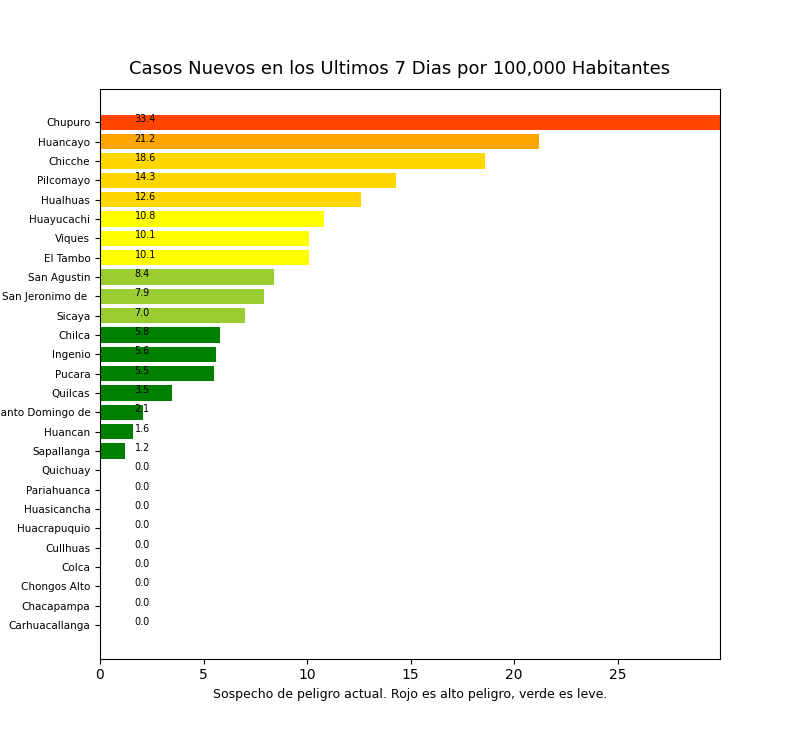 Casos Nuevos en los Ultimos 7 Dias por 100,000 Habitantes
Chupuro 33.4
Huancayo 21.2
Chicche 18.6
Pilcomayo 14.3
Hualhuas 12.6
Huayucachi 10.8
Viques 10.1
El Tambo 10.1
San Agustin 8.4
San Jeronimo de 7.9
Sicaya 7.0
Chilca 5.8
Ingenio 5.6
Pucara 5.5
Quilcas 3.5
anto Domingo de 2.1
Huancan 1.6
Sapallanga 1.2
Quichuay 0.0
Pariahuanca 0.0
Huasicancha 0.0
Huacrapuquio 0.0
Cullhuas 0.0
Colca 0.0
Chongos Alto 0.0
Chacapampa 0.0
Carhuacallanga 0.0
0 5 10 15 20 25
Sospecho de peligro actual. Rojo es alto peligro, verde es leve.